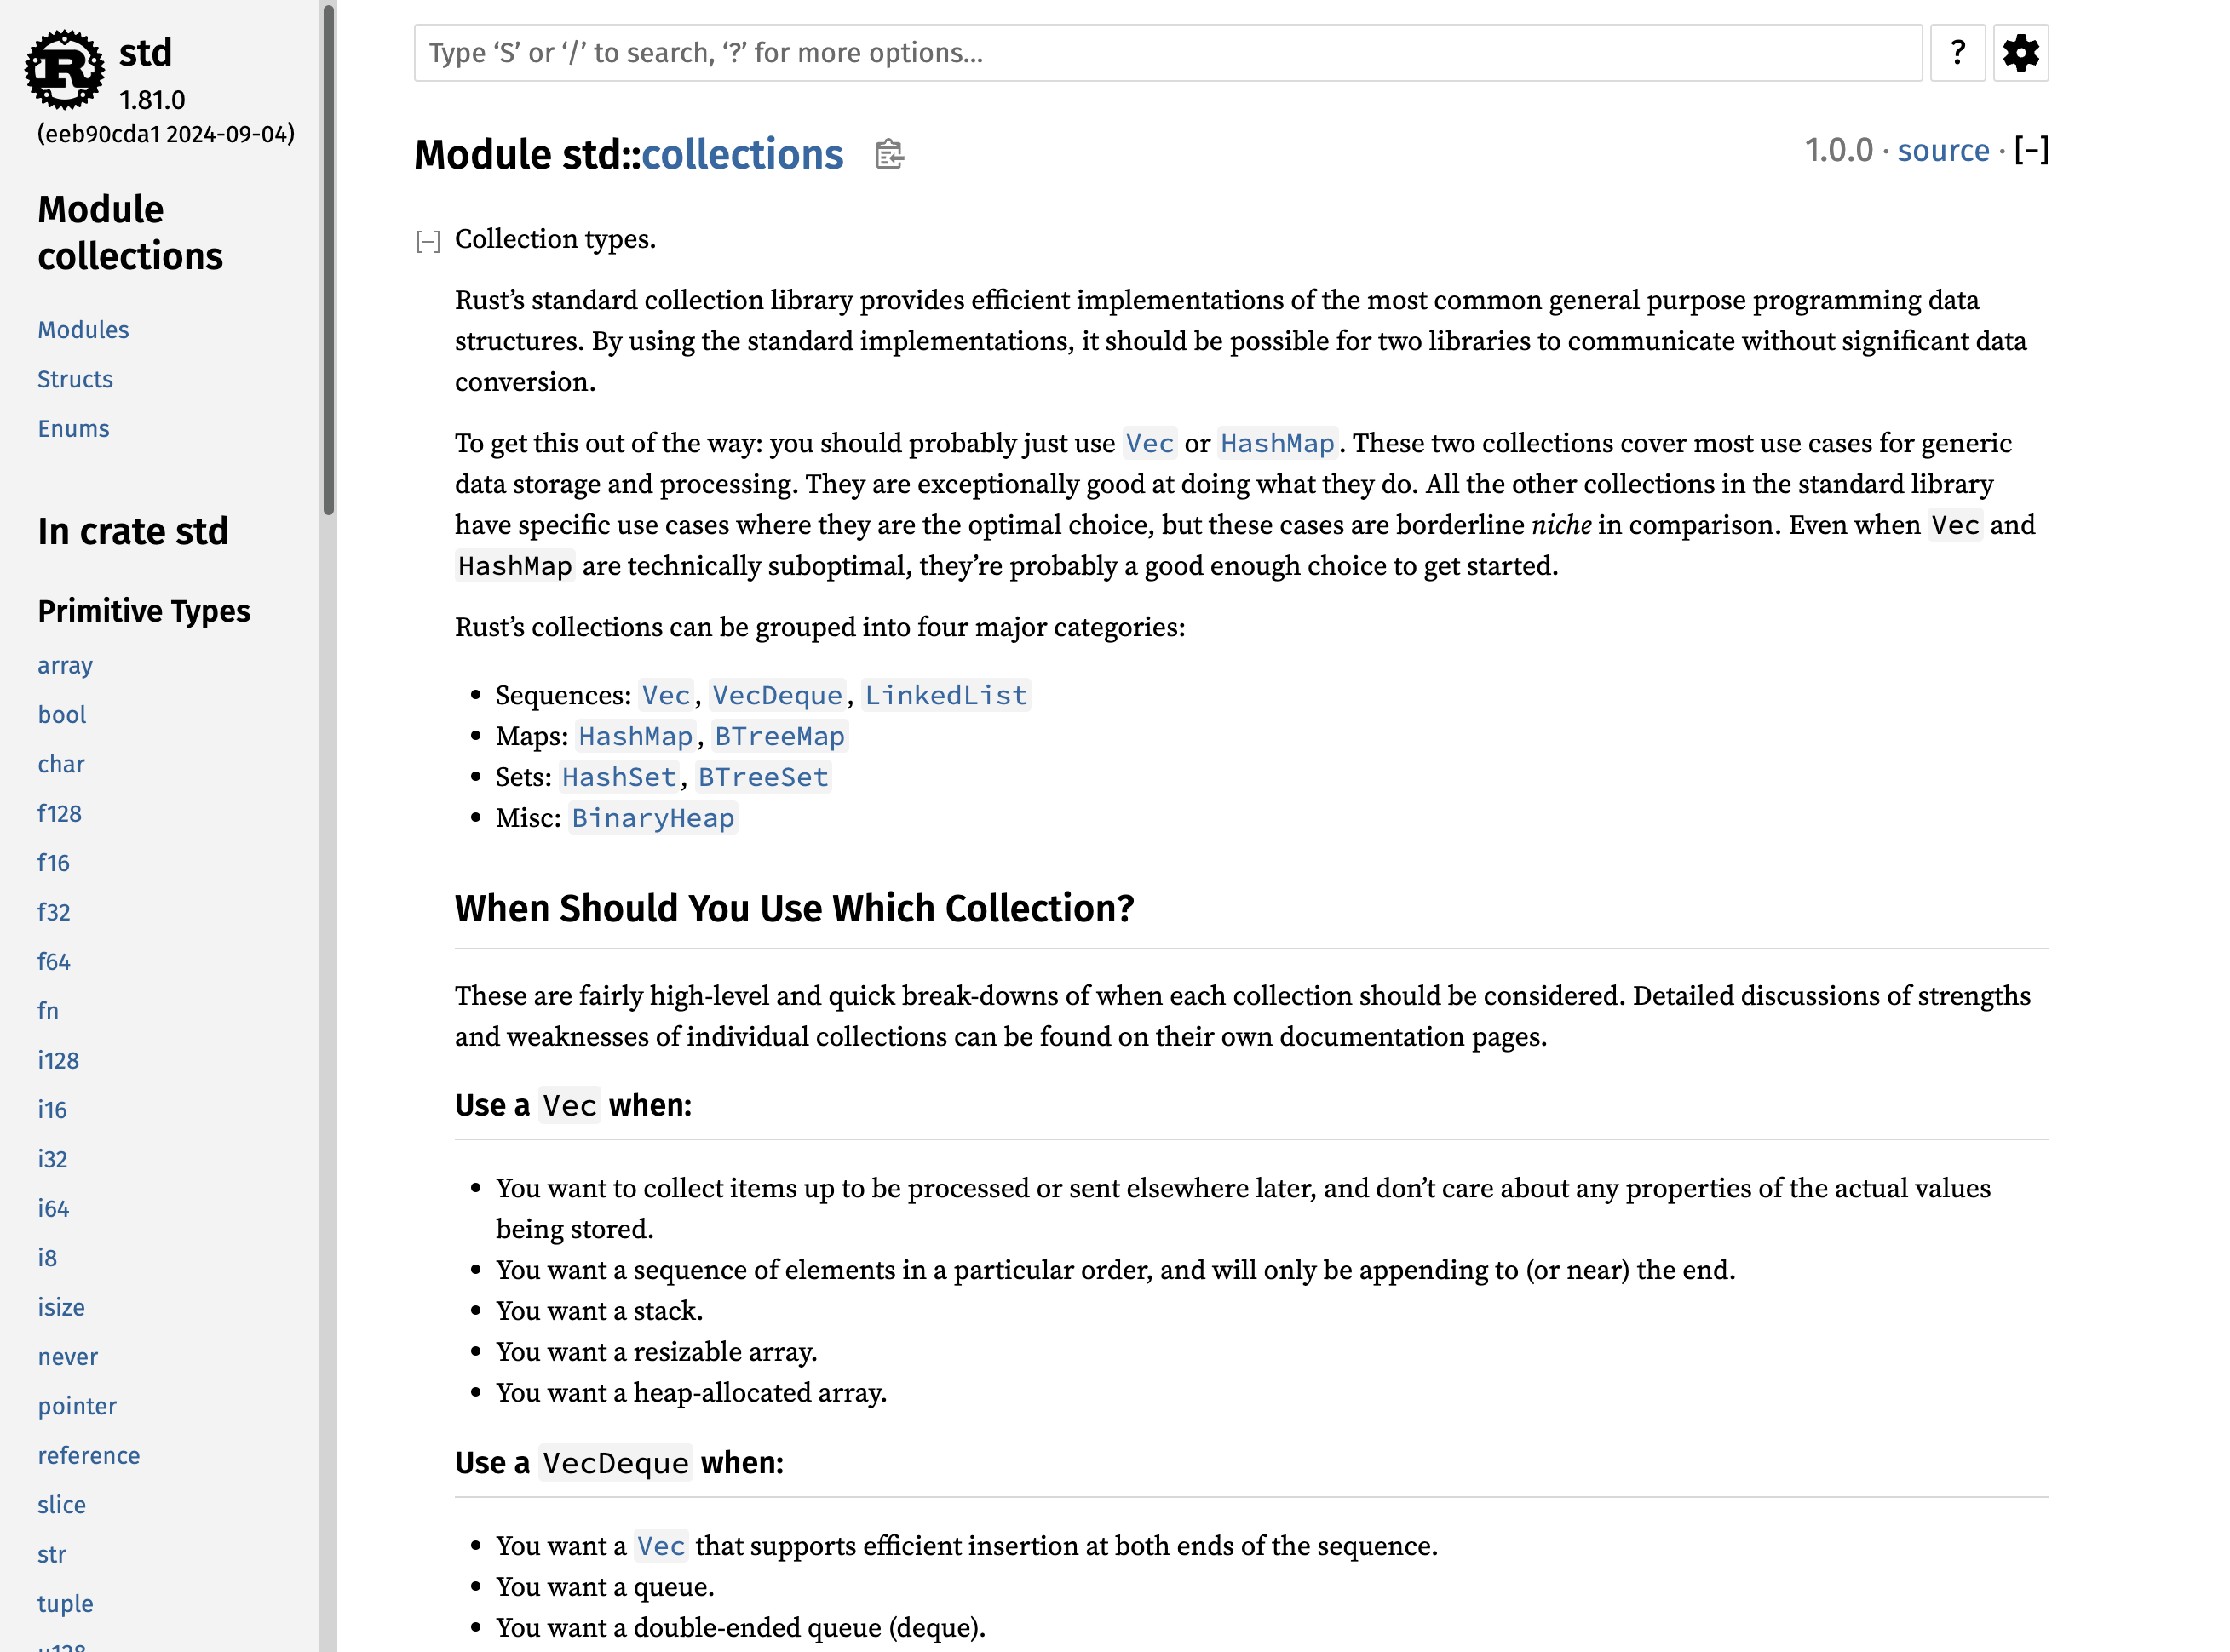 std
1.81.0
(eeb90cda1 2024-09-04)
Module
collections
Modules
Structs
Enums
In crate std
Primitive Types
array
bool
char
f128
f16
f32
f64
fn
i128
i16
i32
i64
i8
isize
never
pointer
reference
slice
str
tuple
u128
Type ‘S’ or ‘/’ to search, ‘?’ for more options…
?
Module std::collections
1.0.0 · source · [−]
[−] Collection types.
Rust’s standard collection library provides efficient implementations of the most common general purpose programming data
structures. By using the standard implementations, it should be possible for two libraries to communicate without significant data
conversion.
To get this out of the way: you should probably just use Vec or HashMap. These two collections cover most use cases for generic
data storage and processing. They are exceptionally good at doing what they do. All the other collections in the standard library
have specific use cases where they are the optimal choice, but these cases are borderline niche in comparison. Even when Vec and
HashMap are technically suboptimal, they’re probably a good enough choice to get started.
Rust’s collections can be grouped into four major categories:
• Sequences: Vec, VecDeque, LinkedList
• Maps: HashMap, BTreeMap
• Sets: HashSet, BTreeSet
• Misc: BinaryHeap
When Should You Use Which Collection?
These are fairly high-level and quick break-downs of when each collection should be considered. Detailed discussions of strengths
and weaknesses of individual collections can be found on their own documentation pages.
Use a Vec when:
• You want to collect items up to be processed or sent elsewhere later, and don’t care about any properties of the actual values
being stored.
• You want a sequence of elements in a particular order, and will only be appending to (or near) the end.
• You want a stack.
• You want a resizable array.
• You want a heap-allocated array.
Use a VecDeque when:
• You want a Vec that supports efficient insertion at both ends of the sequence.
• You want a queue.
• You want a double-ended queue (deque).